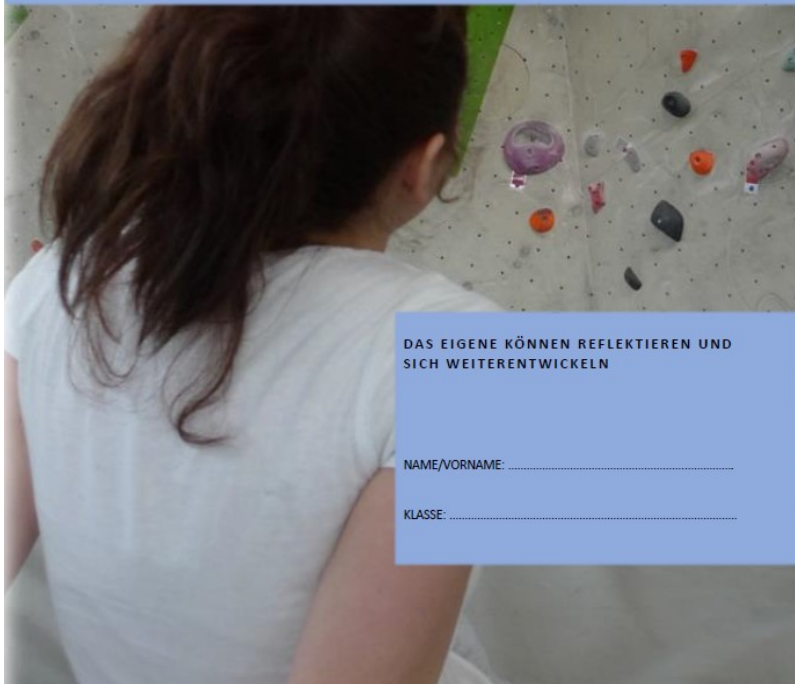 DAS EIGENE KÖNNEN REFLEKTIEREN UND
SICH WEITERENTWICKELN
NAME/VORNAME: ................................................................
KLASSE: ................................................................